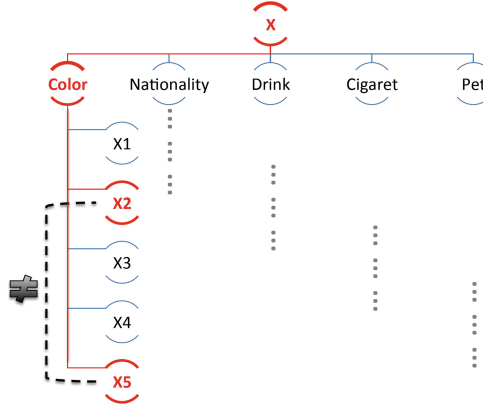 X
Color Nationality Drink Cigaret Pet
X1
X2
X3
≠
X4
X5